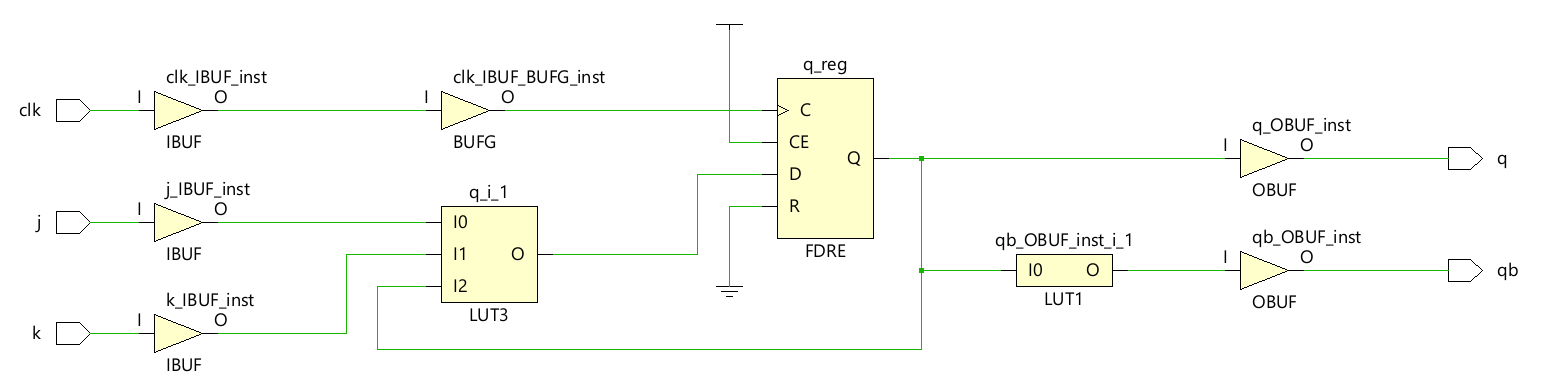 q_reg
clk_IBUF_inst
clk_IBUF_BUFG_inst
clk
I
O
I
O
C
IBUF
BUFG
CE
q_OBUF_inst
I
O
Q
q
D
OBUF
j_IBUF_inst
q_i_1
R
I
O
j
I0
IBUF
FDRE
I1
O
I2
qb_OBUF_inst_i_1
qb_OBUF_inst
I0
O
I
O
qb
LUT1
OBUF
k_IBUF_inst
LUT3
I
O
k
IBUF